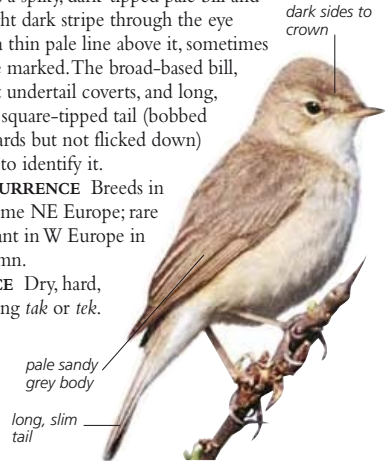 a spiky, dark-tipped pale bill and
ght dark stripe through the eye
thin pale line above it, sometimes
e marked. The broad-based bill,
t undertail coverts, and long,
square-tipped tail (bobbed
ards but not flicked down)
to identify it.
URRENCE Breeds in
me NE Europe; rare
ant in W Europe in
mn.
CE Dry, hard,
ng tak or tek.
dark sides to
crown
pale sandy
grey body
long, slim
tail